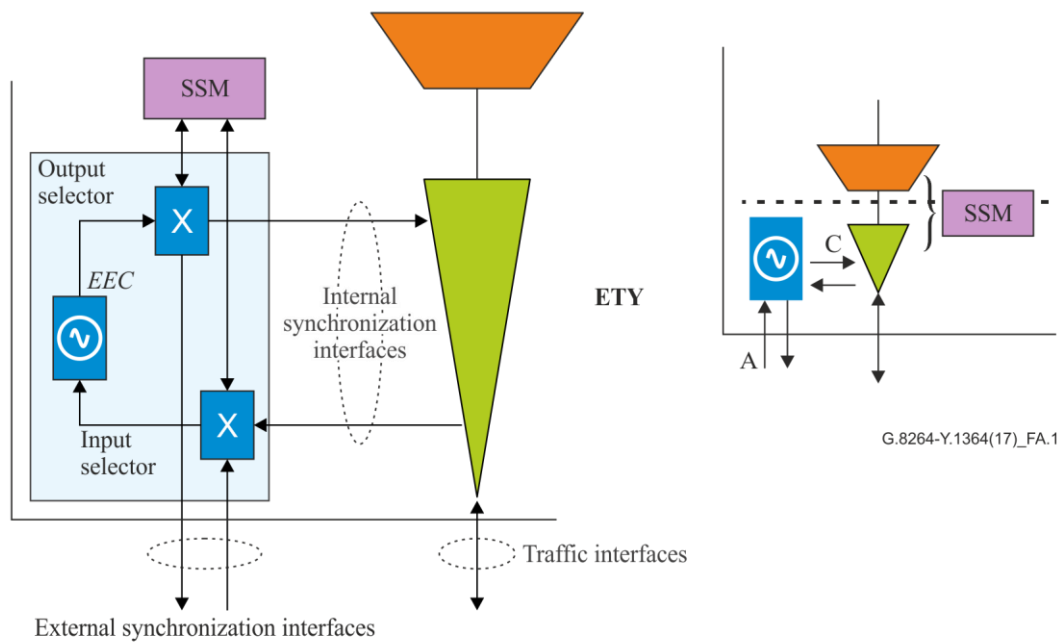 SSM
Output
selector
X
EEC
Internal
synchronization
interfaces
ETY
X
Input
selector
Traffic interfaces
External synchronization interfaces
SSM
C
A
G.8264-Y.1364(17)_FA.1